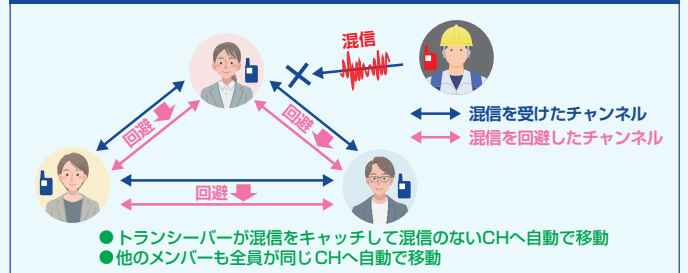 混信
混信を受けたチャンネル
混信を回避したチャンネル
回避
回避
回避
●トランシーバーが混信をキャッチして混信のないCHへ自動で移動
●他のメンバーも全員が同じCHへ自動で移動